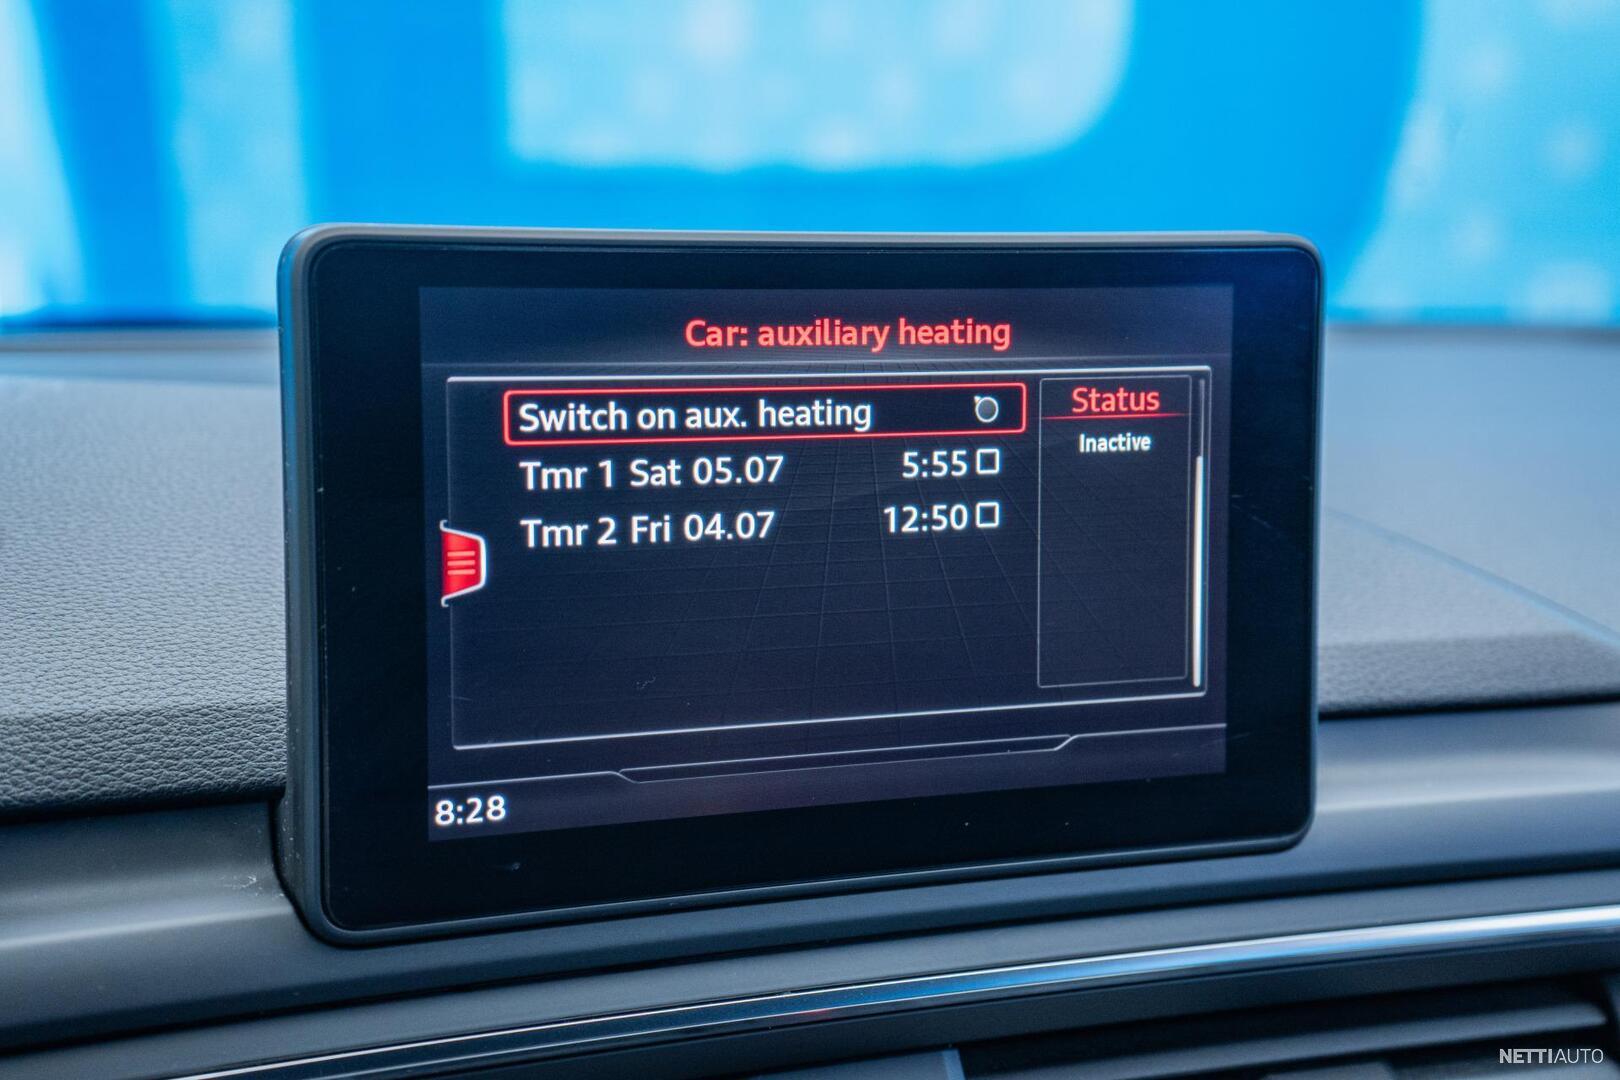 Car: auxiliary heating
Switch on aux. heating
Tmr 1 Sat 05.07 5:55
Tmr 2 Fri 04.07 12:50
Status
Inactive
8:28
NETTIAUTO